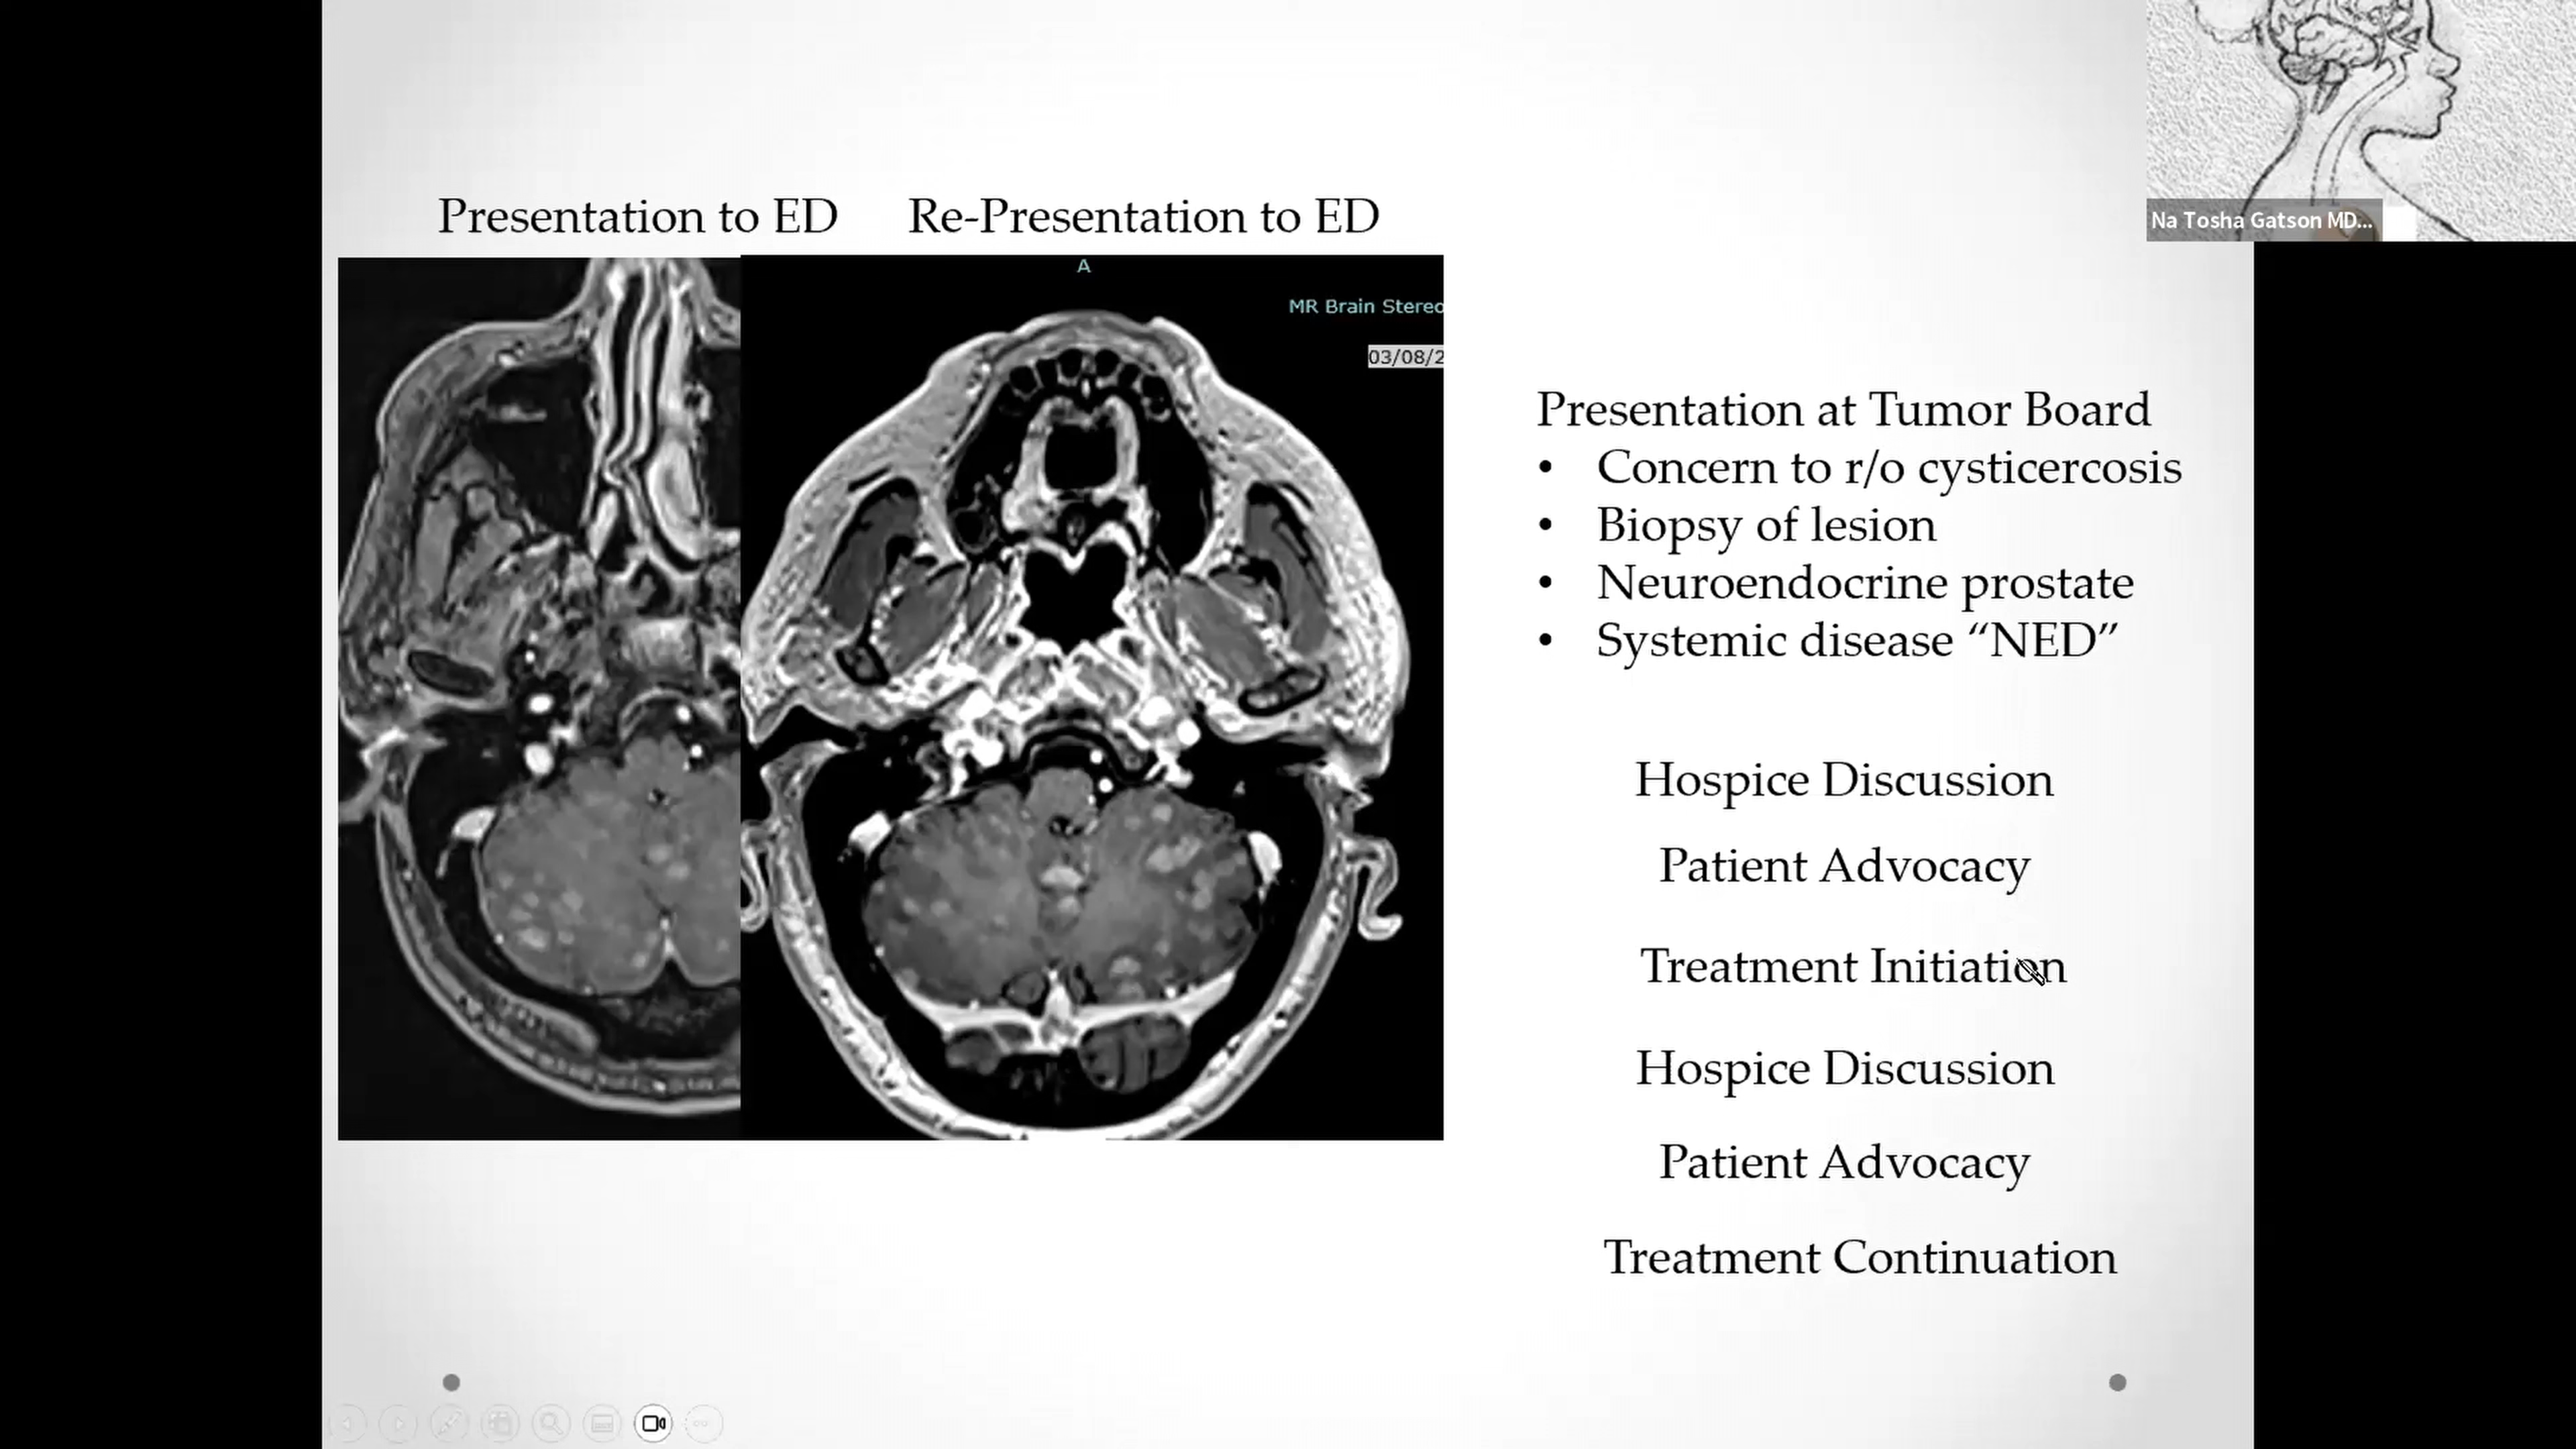 Na Tosha Gatson MD...
Presentation to ED
Re-Presentation to ED
A
MR Brain Stereo
03/08/2
Presentation at Tumor Board
• Concern to r/o cysticercosis
• Biopsy of lesion
• Neuroendocrine prostate
• Systemic disease “NED”
Hospice Discussion
Patient Advocacy
Treatment Initiation
Hospice Discussion
Patient Advocacy
Treatment Continuation